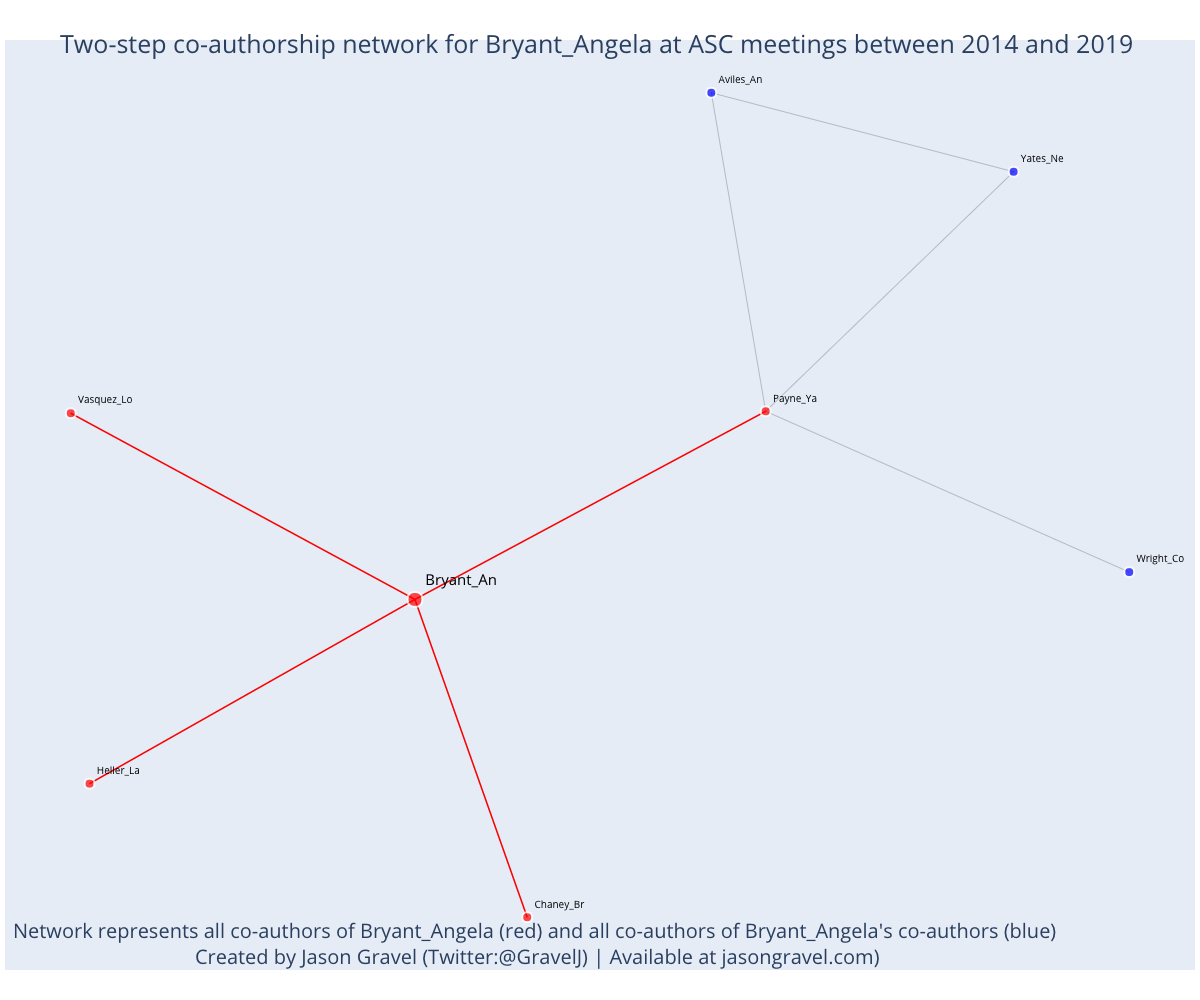 Two-step co-authorship network for Bryant_Angela at ASC meetings between 2014 and 2019
Aviles_An
Yates_Ne
Vasquez_Lo
Payne_Ya
Wright_Co
Bryant_An
Heller_La
Chaney_Br
Network represents all co-authors of Bryant_Angela (red) and all co-authors of Bryant_Angela's co-authors (blue)
Created by Jason Gravel (Twitter:@GravelJ) | Available at jasongravel.com)